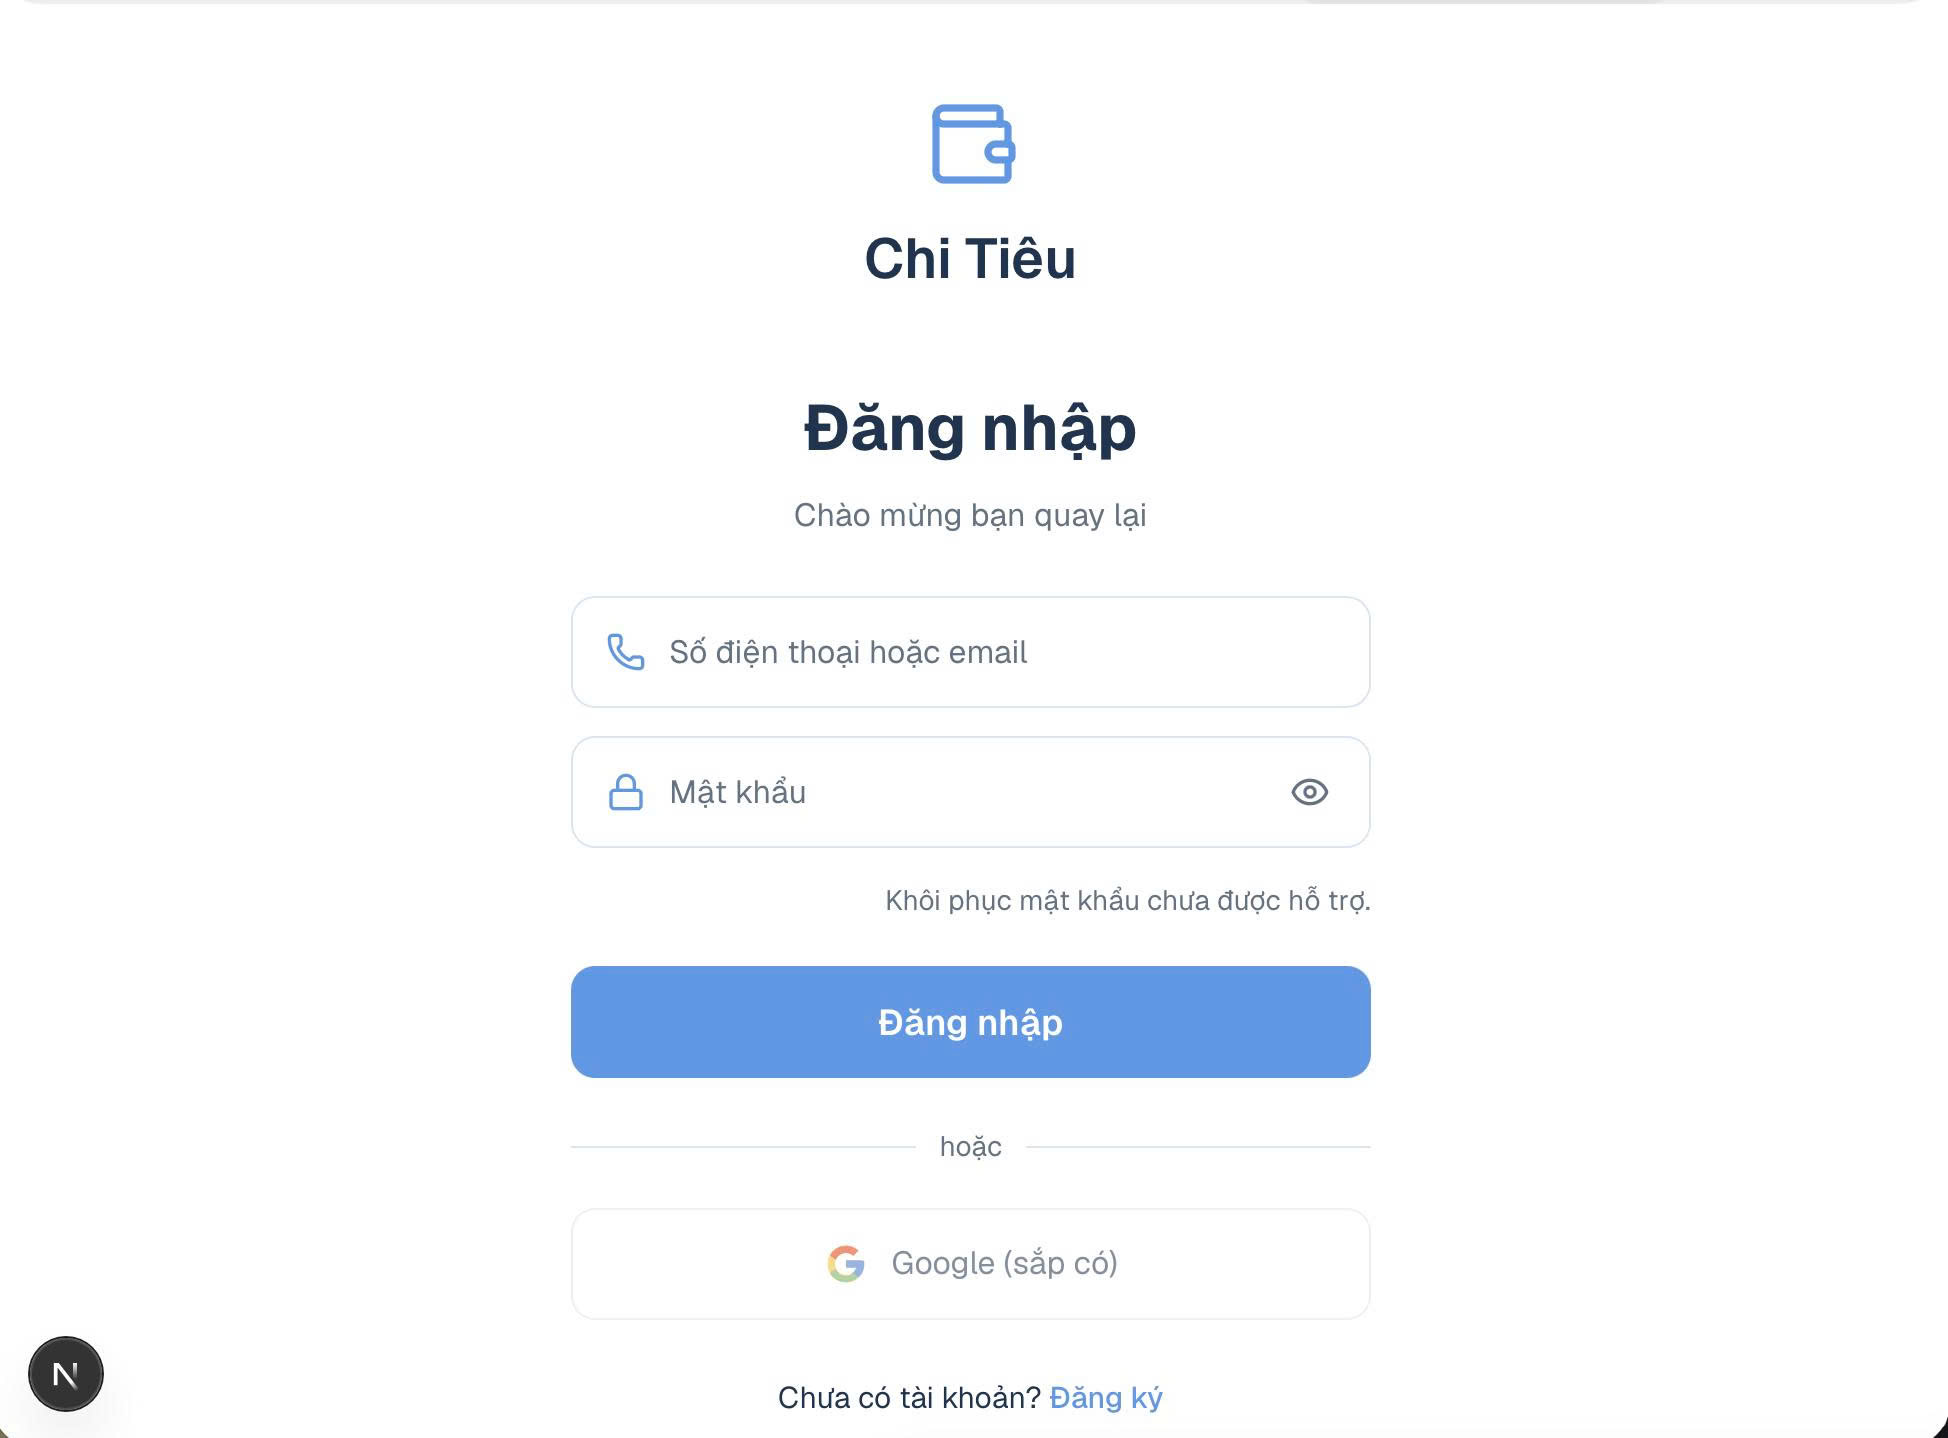 Chi Tiêu
Đăng nhập
Chào mừng bạn quay lại
Số điện thoại hoặc email
Mật khẩu
Khôi phục mật khẩu chưa được hỗ trợ.
Đăng nhập
hoặc
Google (sắp có)
N
Chưa có tài khoản? Đăng ký